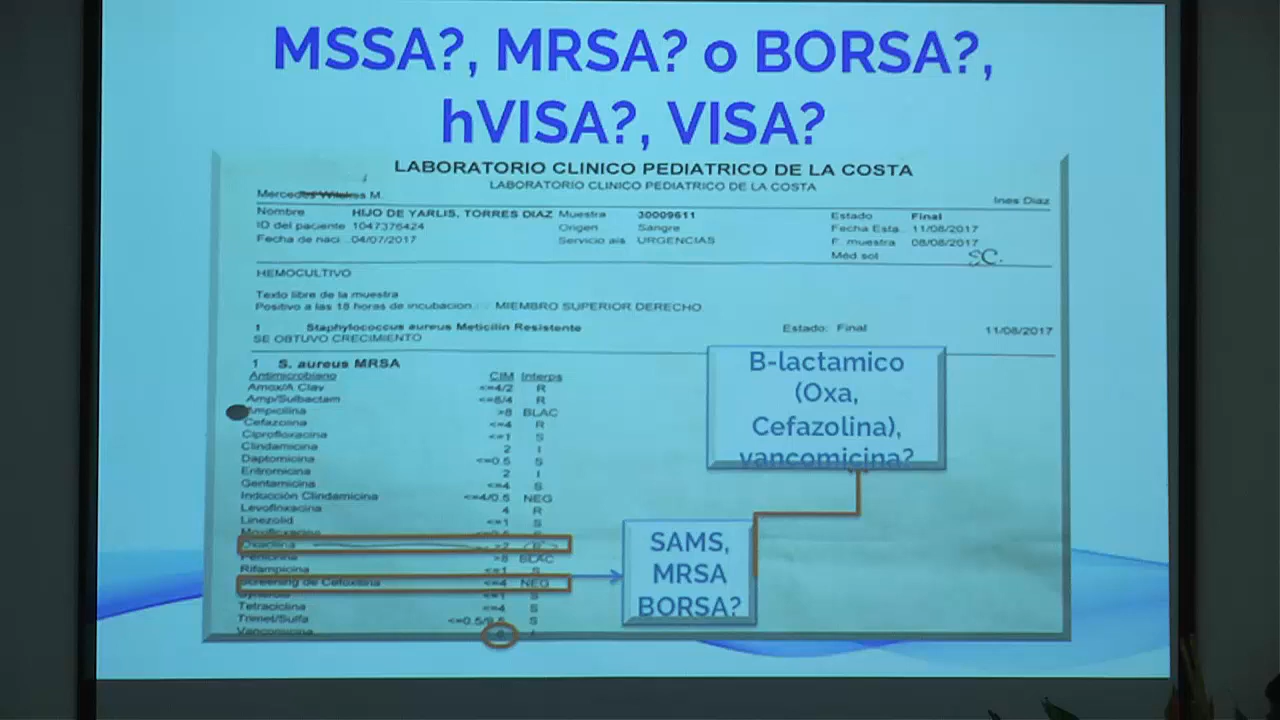 MSSA?, MRSA? o BORSA?,
hVISA?, VISA?
LABORATORIO CLINICO PEDIATRICO DE LA COSTA
LABORATORIO CLINICO PEDIATRICO DE LA COSTA
Mercedes M. Ines Diaz
Nombre HIJO DE YARLIS, TORRES DIAZ Muestra 30009611 Estado Final
ID del paciente 1047376424 Origen Sangre Fecha Esta. 11/08/2017
Fecha de naci ..04/07/2017 Servicio ais URGENCIAS F. muestra 08/08/2017
Méd sol SC.
HEMOCULTIVO
Texto libre de la muestra
Positivo a las 18 horas de incubacion MIEMBRO SUPERIOR DERECHO
1 Staphylococcus aureus Meticilin Resistente Estado: Final 11/08/2017
SE OBTUVO CRECIMIENTO
1 S. aureus MRSA
Antimicrobiano CIM Interps
Amox/A Clav <=4/2 R
Amp/Sulbactam <=8/4 R
Ampicilina >8 BLAC
Cefazolina <=4 R
Ciprofloxacina <=1 S
Clindamicina 2 I
Daptomicina <=0.5 S
Eritromicina 2 I
Gentamicina <=4 S
Inducción Clindamicina <=4/0.5 NEG
Levofloxacina 4 R
Linezolid <=1 S
Moxifloxacina
Oxacilina >2
Penicilina >8 BLAC
Rifampicina <=1 S
Screening de Cefoxitina <=4 NEG
Synercid <=1 S
Tetraciclina <=4 S
Trimet/Sulfa S
Vancomicina
B-lactamico
(Oxa,
Cefazolina),
vancomicina?
SAMS,
MRSA
BORSA?